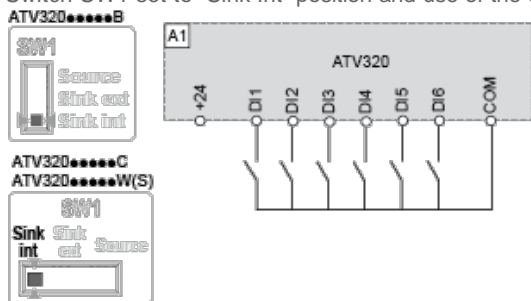 Switch SW1 set to "Sink Int" position and use of the
ATV320●●●●●B
SW1
Source
Sink ext
Sink int
ATV320●●●●●C
ATV320●●●●●W(S)
SW1
Sink int
Sink ext
Source
A1
ATV320
+24 DI1 DI2 DI3 DI4 DI5 DI6 COM